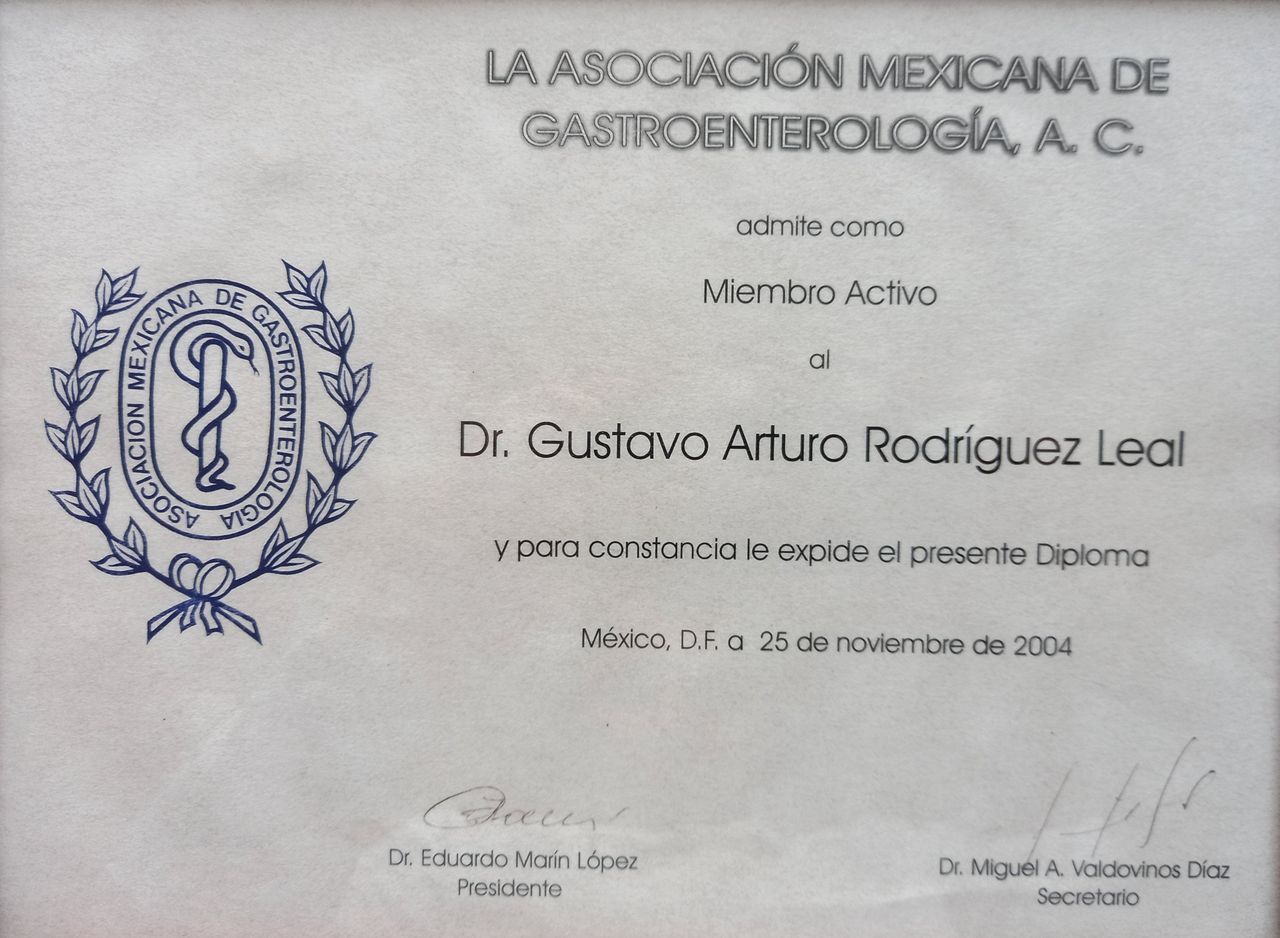 LA ASOCIACIÓN MEXICANA DE
GASTROENTEROLOGÍA, A. C.
admite como
Miembro Activo
al
Dr. Gustavo Arturo Rodríguez Leal
y para constancia le expide el presente Diploma
México, D.F. a 25 de noviembre de 2004
ASOCIACION MEXICANA DE GASTROENTEROLOGIA
Dr. Eduardo Marín López
Presidente
Dr. Miguel A. Valdovinos Díaz
Secretario